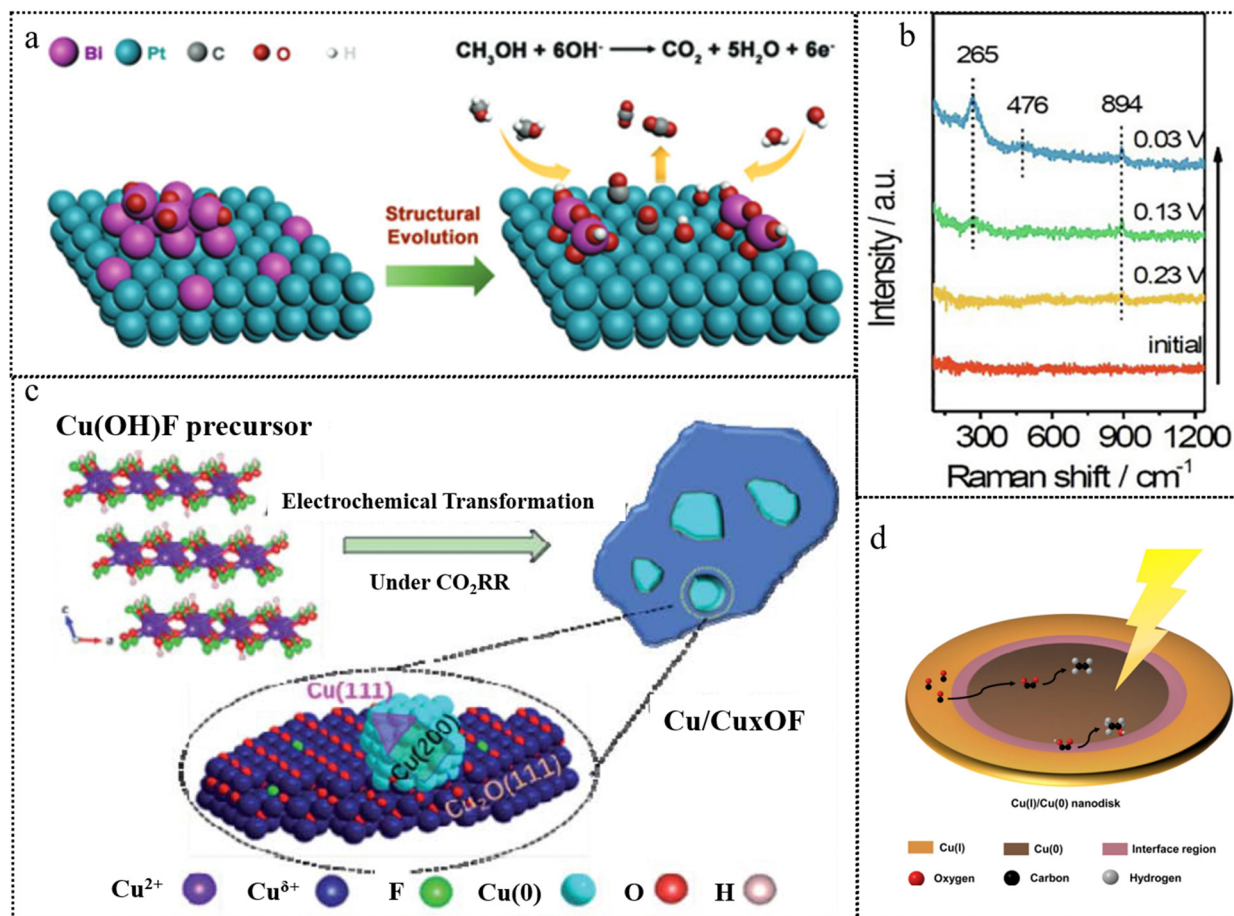 a
Bi Pt C O H
CH₃OH + 6OH⁻ ⟶ CO₂ + 5H₂O + 6e⁻
Structural
Evolution
b
265
476
894
0.03 V
0.13 V
0.23 V
initial
Intensity / a.u.
300 600 900 1200
Raman shift / cm⁻¹
c
Cu(OH)F precursor
Electrochemical Transformation
Under CO₂RR
c
a
Cu(111)
Cu(200)
Cu₂O(111)
Cu/CuxOF
Cu²⁺ Cu^δ⁺ F Cu(0) O H
d
Cu(I)/Cu(0) nanodisk
Cu(I) Cu(0) Interface region
Oxygen Carbon Hydrogen